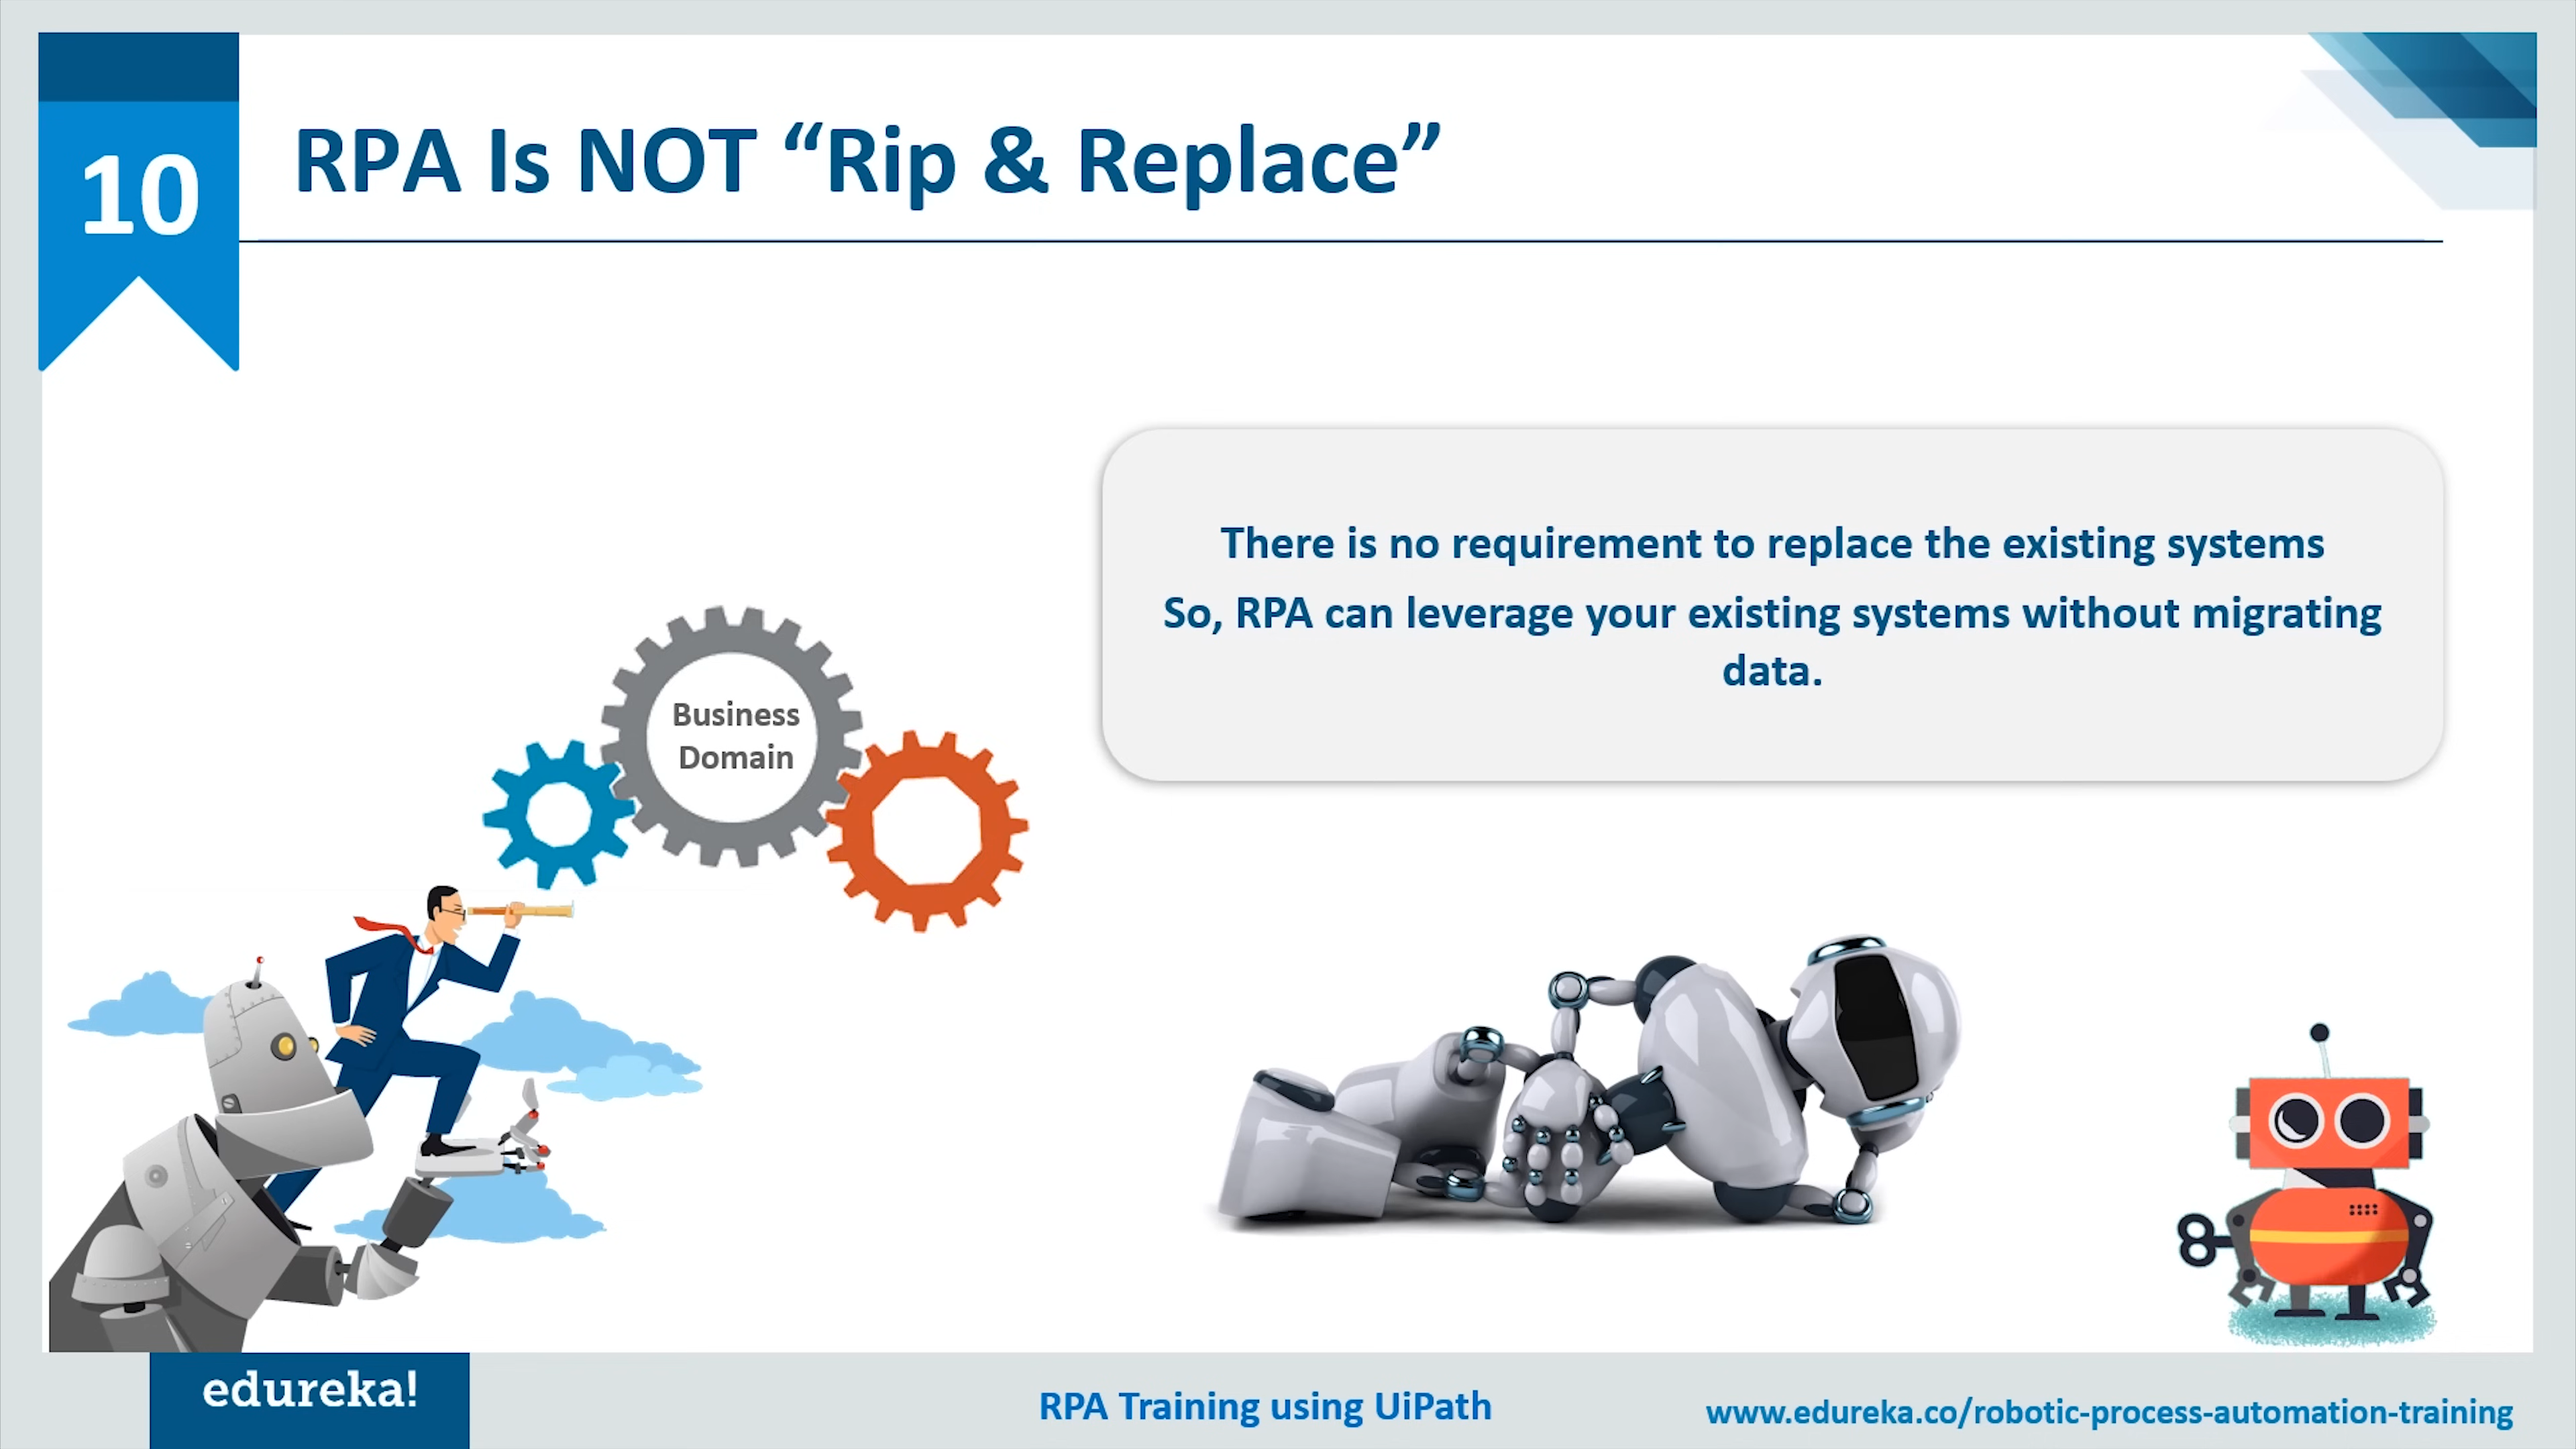 10
RPA Is NOT “Rip & Replace”
There is no requirement to replace the existing systems
So, RPA can leverage your existing systems without migrating
data.
Business
Domain
edureka!
RPA Training using UiPath
www.edureka.co/robotic-process-automation-training